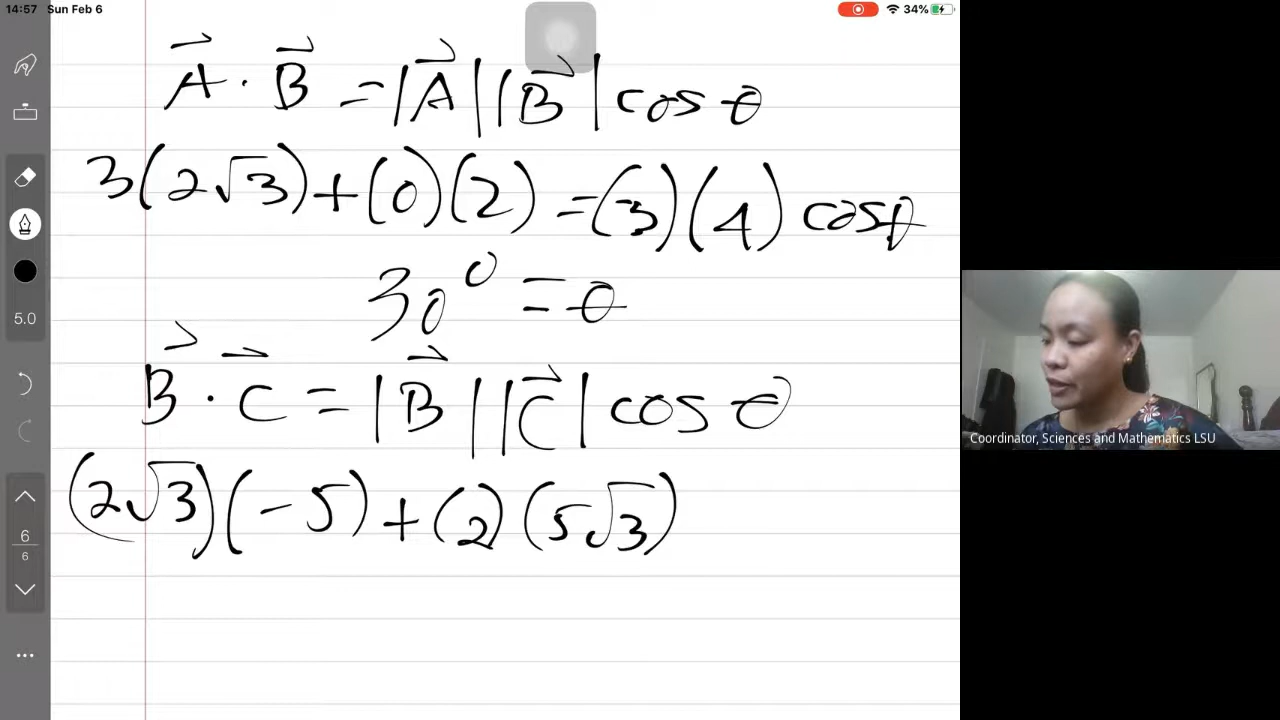 14:57 Sun Feb 6 34%
A⃗ · B⃗ = |A⃗||B⃗| cos θ
3(2√3)+(0)(2) = (3)(4) cosθ
30° = θ
5.0
B⃗ · C⃗ = |B⃗||C⃗| cos θ
Coordinator, Sciences and Mathematics LSU
(2√3)(-5)+(2)(5√3)
6
6